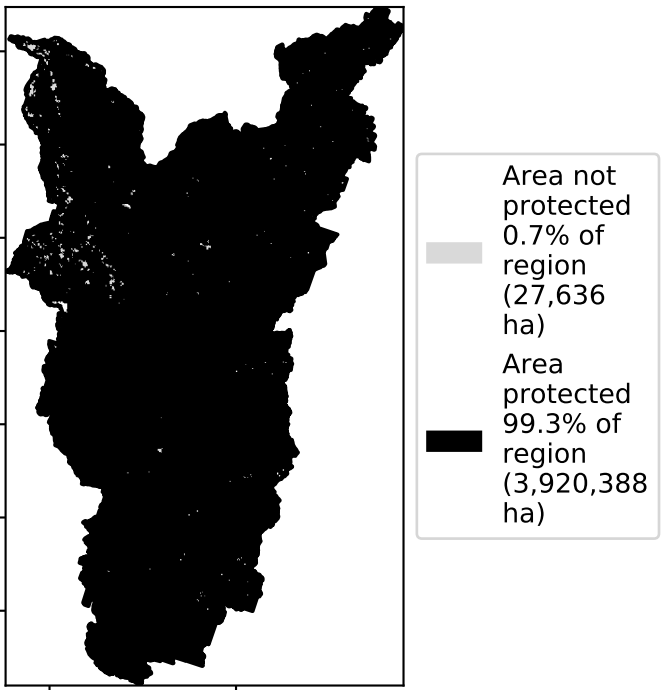 Area not
protected
0.7% of
region
(27,636
ha)
Area
protected
99.3% of
region
(3,920,388
ha)